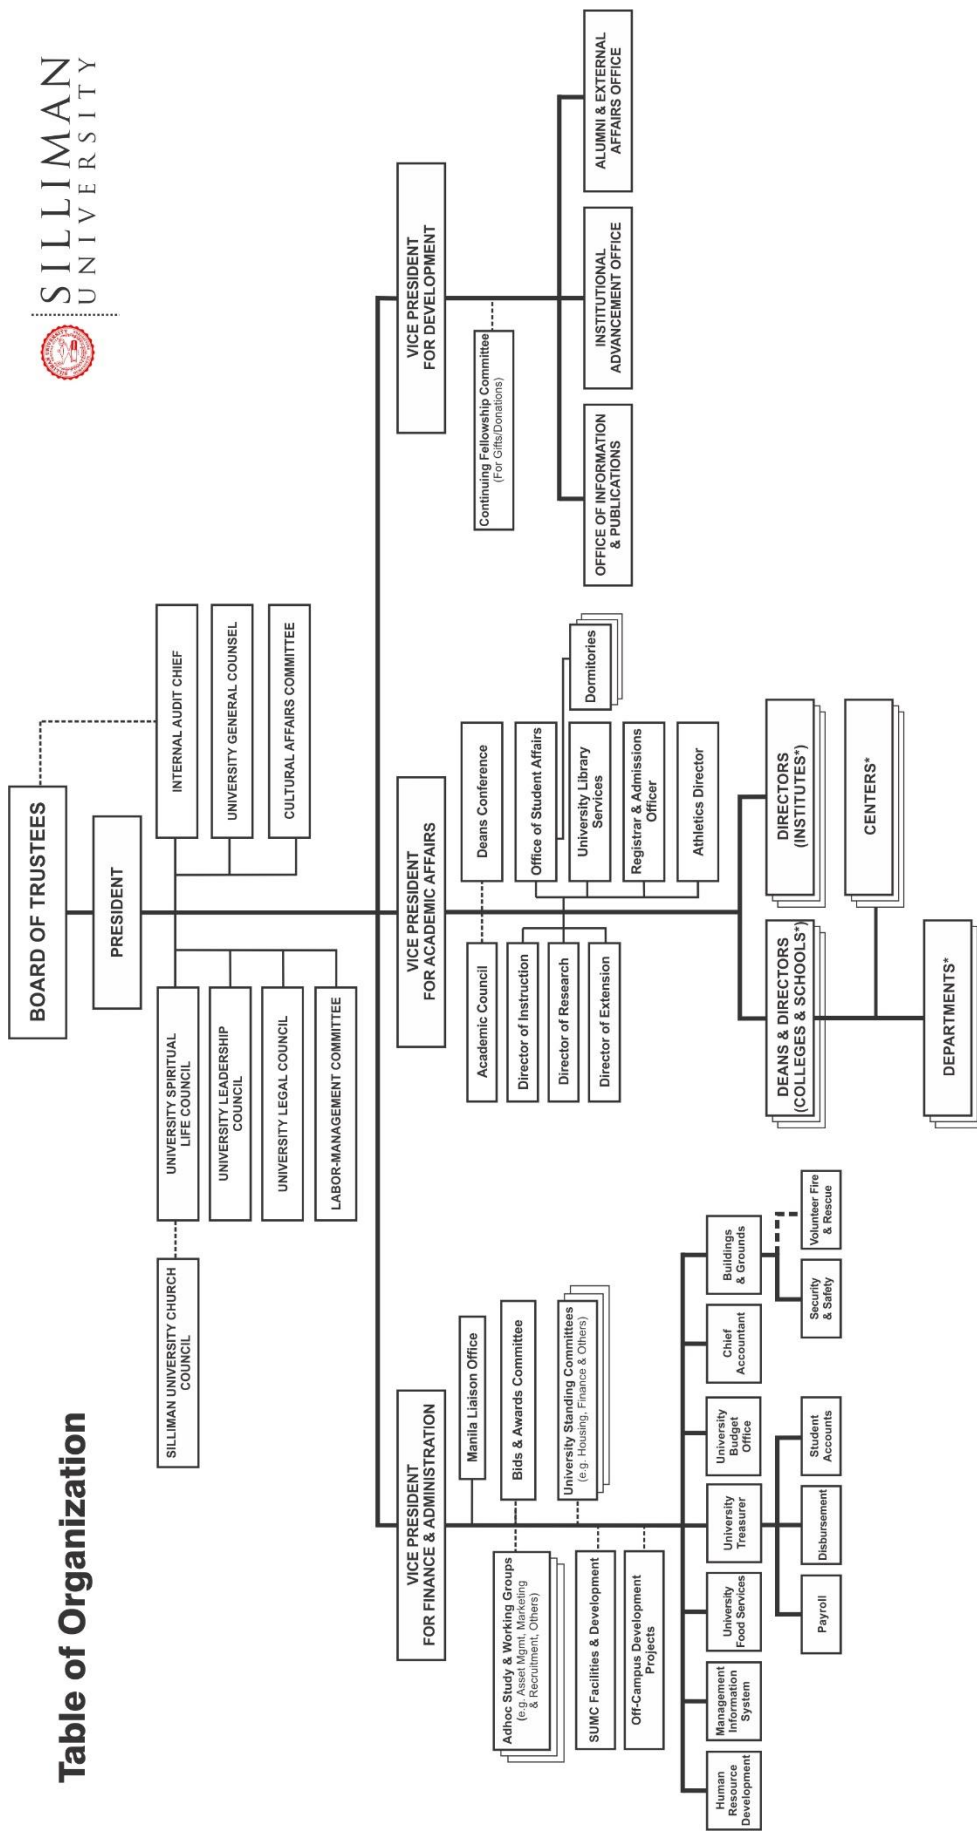 Table of Organization
SILLIMAN
UNIVERSITY
BOARD OF TRUSTEES
PRESIDENT
SILLIMAN UNIVERSITY CHURCH
COUNCIL
UNIVERSITY SPIRITUAL
LIFE COUNCIL
UNIVERSITY LEADERSHIP
COUNCIL
UNIVERSITY LEGAL COUNCIL
LABOR-MANAGEMENT COMMITTEE
INTERNAL AUDIT CHIEF
UNIVERSITY GENERAL COUNSEL
CULTURAL AFFAIRS COMMITTEE
VICE PRESIDENT
FOR FINANCE & ADMINISTRATION
Manila Liaison Office
Bids & Awards Committee
Adhoc Study & Working Groups
(e.g. Asset Mgmt, Marketing
& Recruitment, Others)
University Standing Committees
(e.g. Housing, Finance & Others)
SUMC Facilities & Development
Off-Campus Development
Projects
Human
Resource
Development
Management
Information
System
University
Food Services
University
Treasurer
University
Budget
Office
Chief
Accountant
Buildings
& Grounds
Payroll
Disbursement
Student
Accounts
Security
& Safety
Volunteer Fire
& Rescue
VICE PRESIDENT
FOR ACADEMIC AFFAIRS
Academic Council
Deans Conference
Director of Instruction
Director of Research
Director of Extension
Office of Student Affairs
Dormitories
University Library
Services
Registrar & Admissions
Officer
Athletics Director
DEANS & DIRECTORS
(COLLEGES & SCHOOLS*)
DIRECTORS
(INSTITUTES*)
CENTERS*
DEPARTMENTS*
VICE PRESIDENT
FOR DEVELOPMENT
Continuing Fellowship Committee
(For Gifts/Donations)
OFFICE OF INFORMATION
& PUBLICATIONS
INSTITUTIONAL
ADVANCEMENT OFFICE
ALUMNI & EXTERNAL
AFFAIRS OFFICE